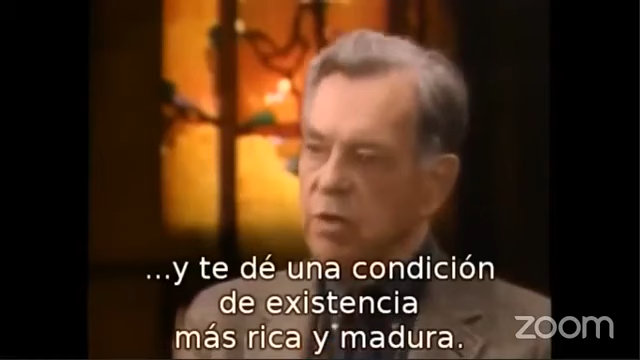 ...y te dé una condición
de existencia
más rica y madura.
zoom